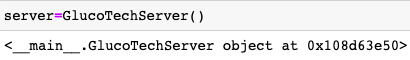 server=GlucoTechServer()
<__main__.GlucoTechServer object at 0x108d63e50>